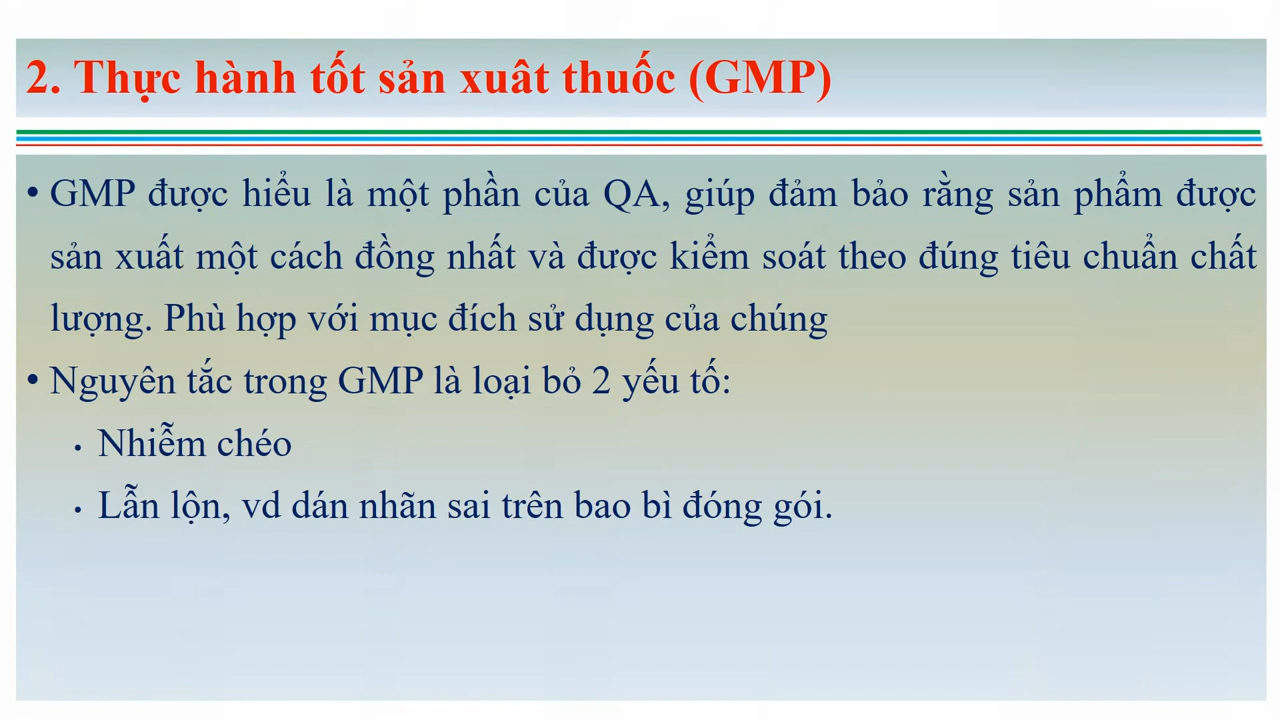 2. Thực hành tốt sản xuât thuốc (GMP)
• GMP được hiểu là một phần của QA, giúp đảm bảo rằng sản phẩm được
sản xuất một cách đồng nhất và được kiểm soát theo đúng tiêu chuẩn chất
lượng. Phù hợp với mục đích sử dụng của chúng
• Nguyên tắc trong GMP là loại bỏ 2 yếu tố:
• Nhiễm chéo
• Lẫn lộn, vd dán nhãn sai trên bao bì đóng gói.